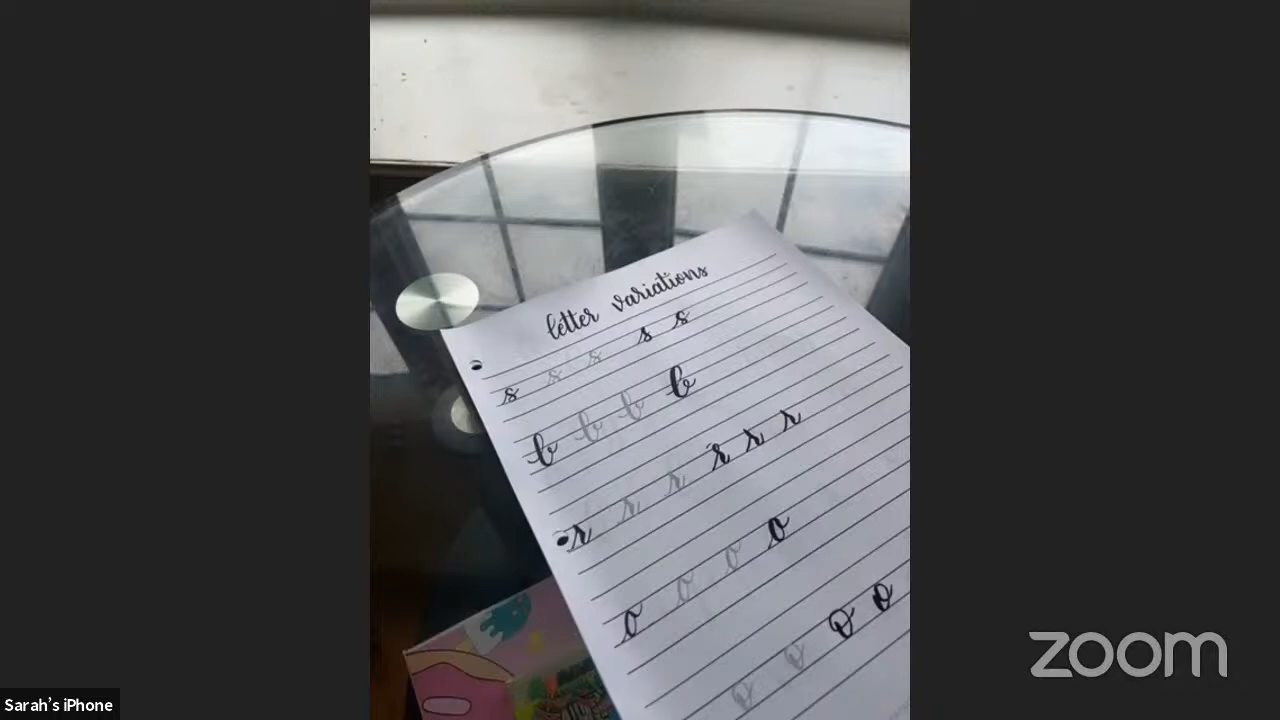 letter variations
s s s s s
b b b b
r r r r r r
o o o o
o o o o
zoom
Sarah's iPhone